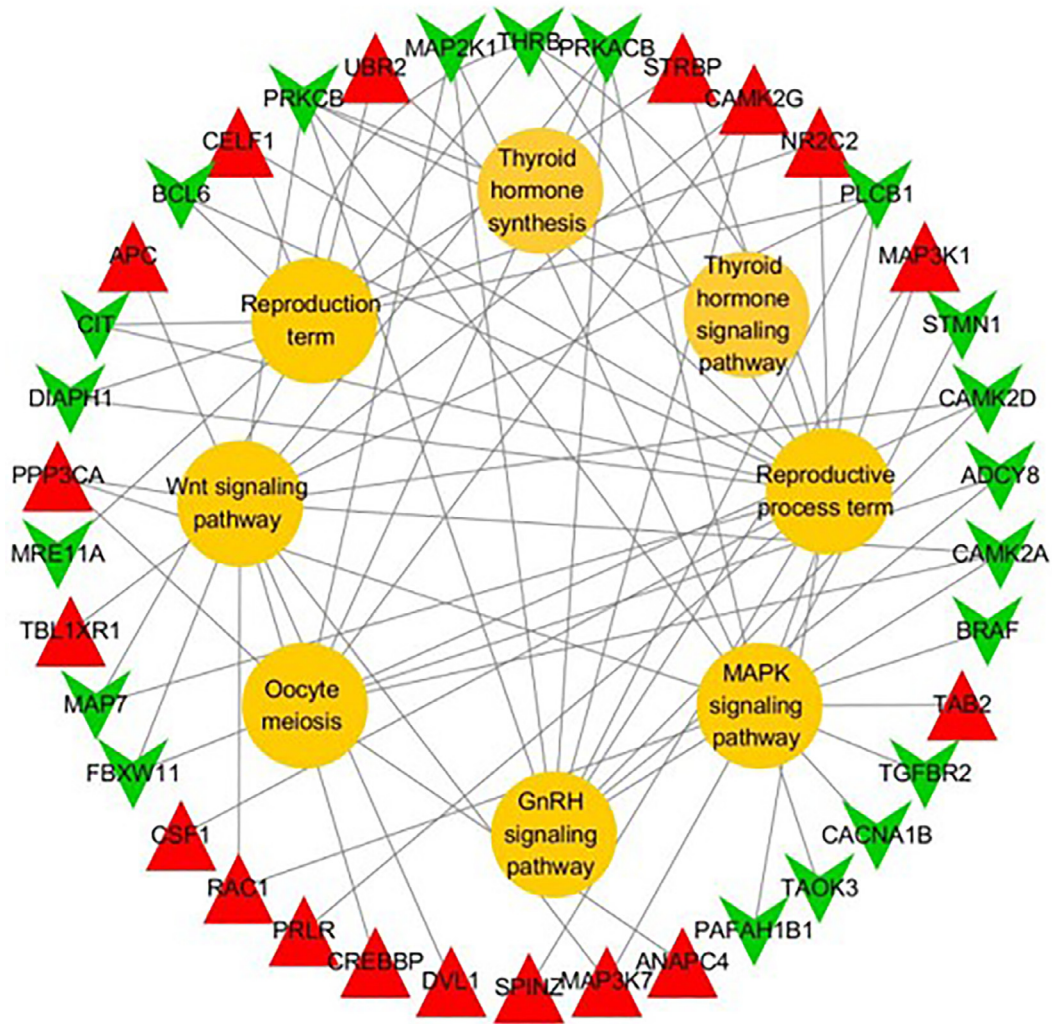 MAP2K1
THRB
PRKACB
UBR2
STRBP
PRKCB
CAMK2G
CELF1
NR2C2
Thyroid
hormone
synthesis
BCL6
PLCB1
APC
MAP3K1
Thyroid
hormone
signaling
pathway
Reproduction
term
CIT
STMN1
DIAPH1
CAMK2D
PPP3CA
Wnt signaling
pathway
Reproductive
process term
ADCY8
MRE11A
CAMK2A
TBL1XR1
BRAF
MAP7
Oocyte
meiosis
MAPK
signaling
pathway
TAB2
FBXW11
TGFBR2
CSF1
GnRH
signaling
pathway
CACNA1B
RAC1
TAOK3
PRLR
PAFAH1B1
CREBBP
DVL1
SPINZ
MAP3K7
ANAPC4